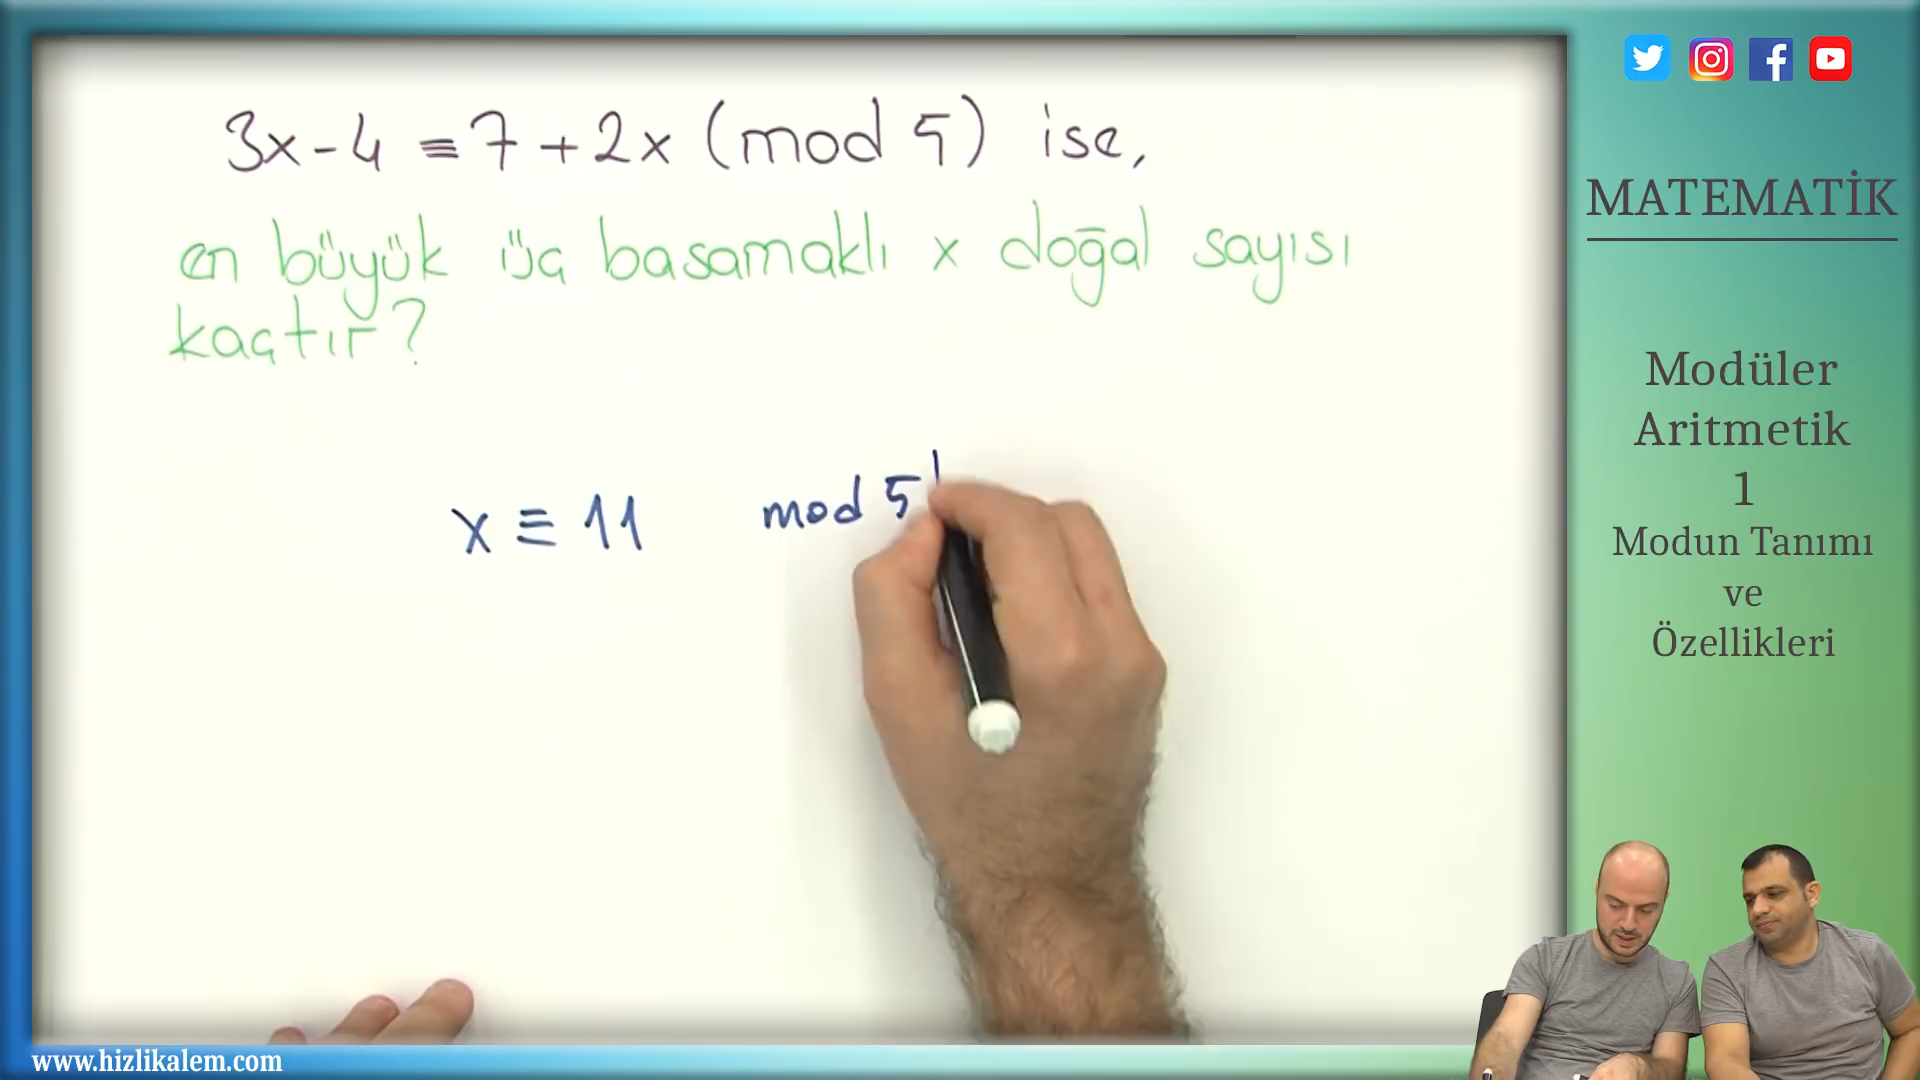 3x-4 ≡ 7+2x (mod 5) ise,
en büyük üç basamaklı x doğal sayısı
kaçtır?
x ≡ 11 mod 5
MATEMATİK
Modüler
Aritmetik
1
Modun Tanımı
ve
Özellikleri
www.hizlikalem.com